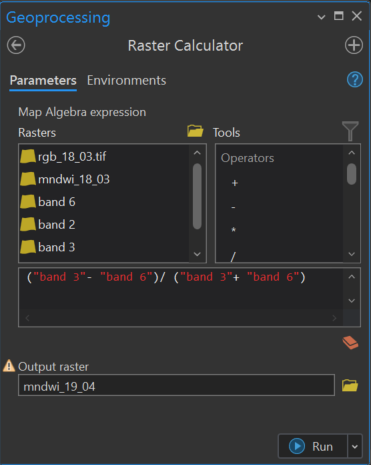 Geoprocessing
Raster Calculator
Parameters Environments
Map Algebra expression
Rasters Tools
rgb_18_03.tif
mndwi_18_03
band 6
band 2
band 3
Operators
+
-
*
/
("band 3"- "band 6")/ ("band 3"+ "band 6")
Output raster
mndwi_19_04
Run